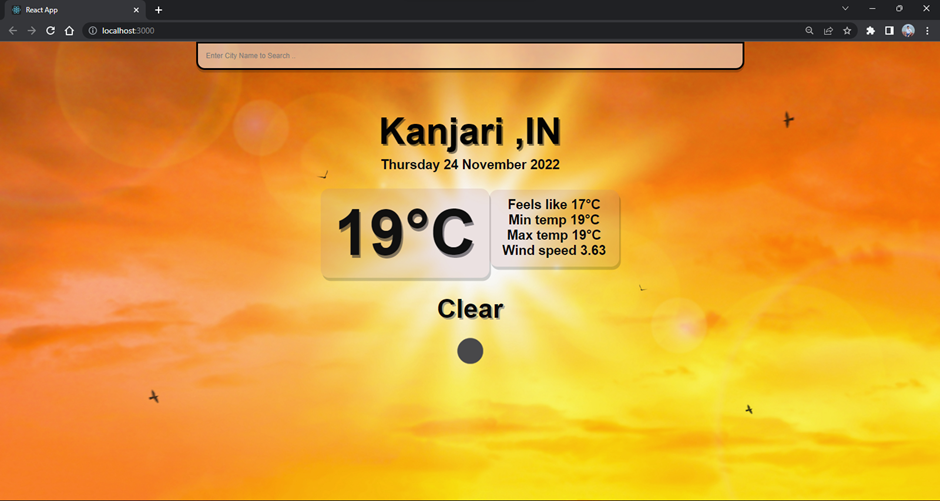 React App
localhost:3000
Enter City Name to Search...
Kanjari ,IN
Thursday 24 November 2022
19°C
Feels like 17°C
Min temp 19°C
Max temp 19°C
Wind speed 3.63
Clear